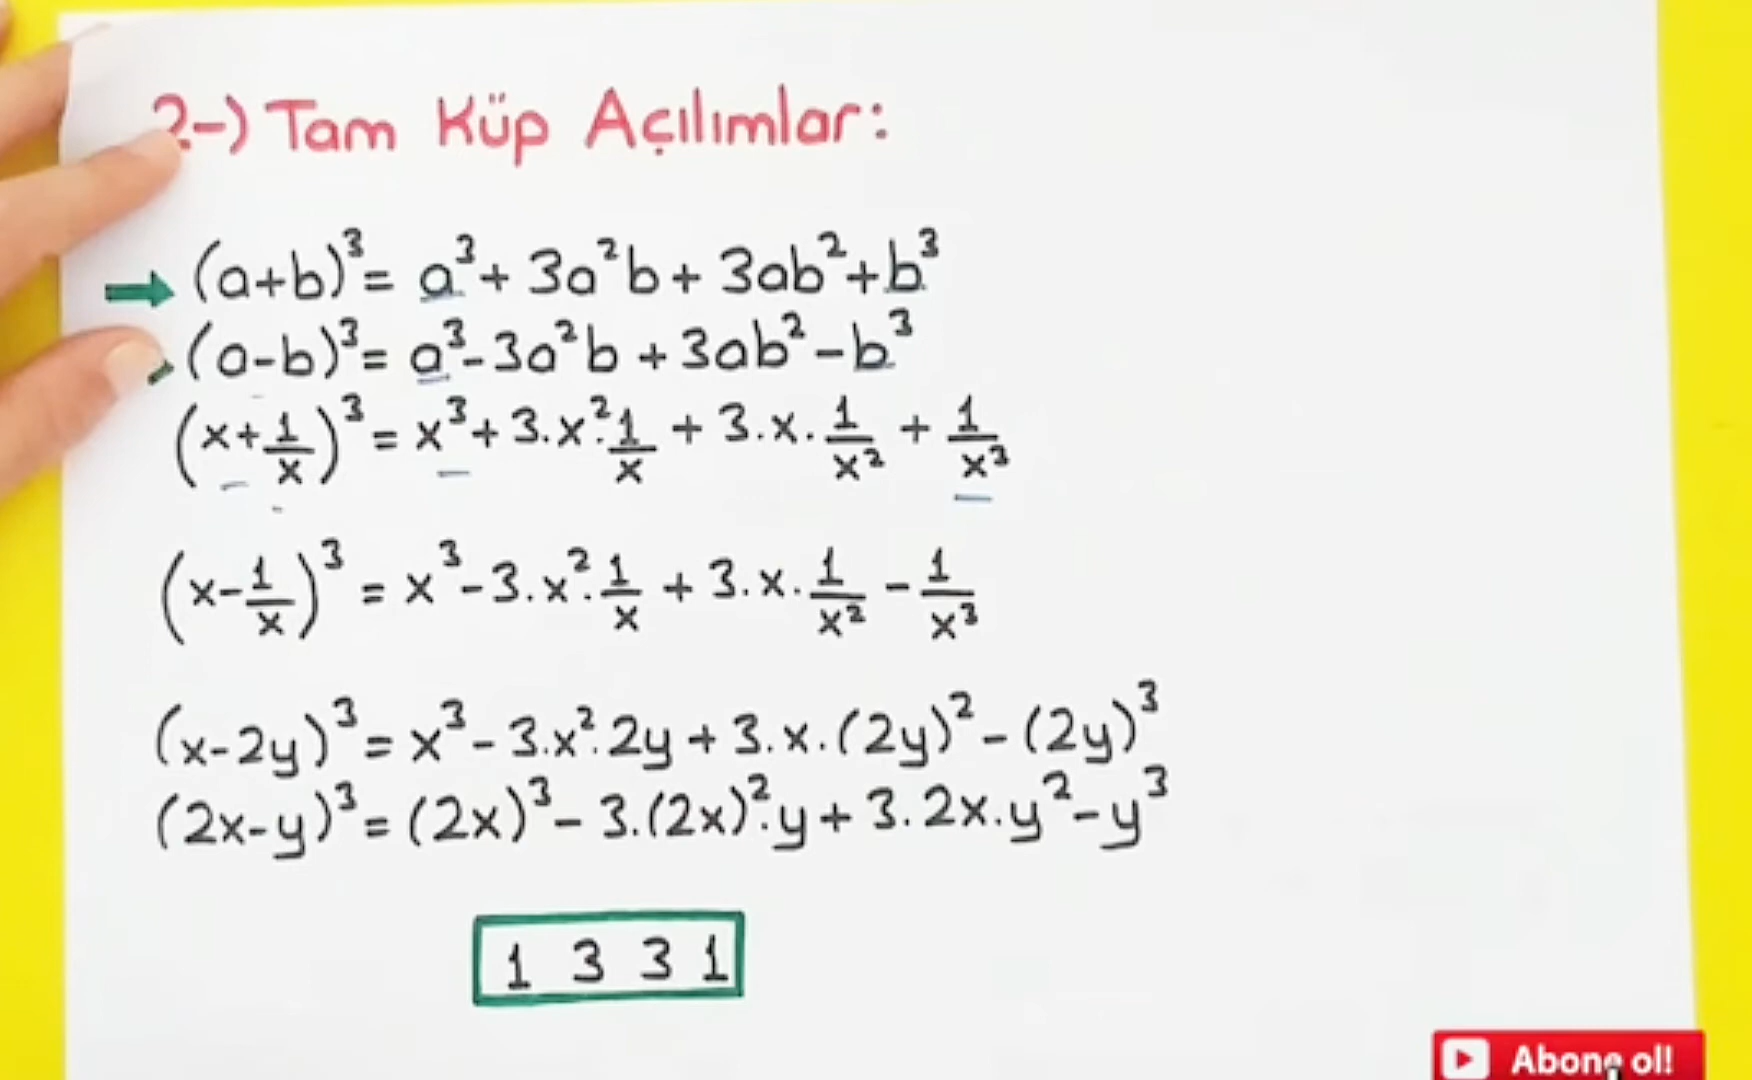 2-) Tam Küp Açılımlar:
(a+b)³= a³+ 3a²b+ 3ab²+b³
(a-b)³= a³-3a²b+3ab²-b³
(x+1/x)³= x³+3.x².1/x + 3.x.1/x² + 1/x³
(x-1/x)³ = x³-3.x².1/x + 3.x.1/x² - 1/x³
(x-2y)³= x³- 3.x².2y+3.x.(2y)²-(2y)³
(2x-y)³=(2x)³- 3.(2x)².y+3.2x.y²-y³
1 3 3 1
Abone ol!